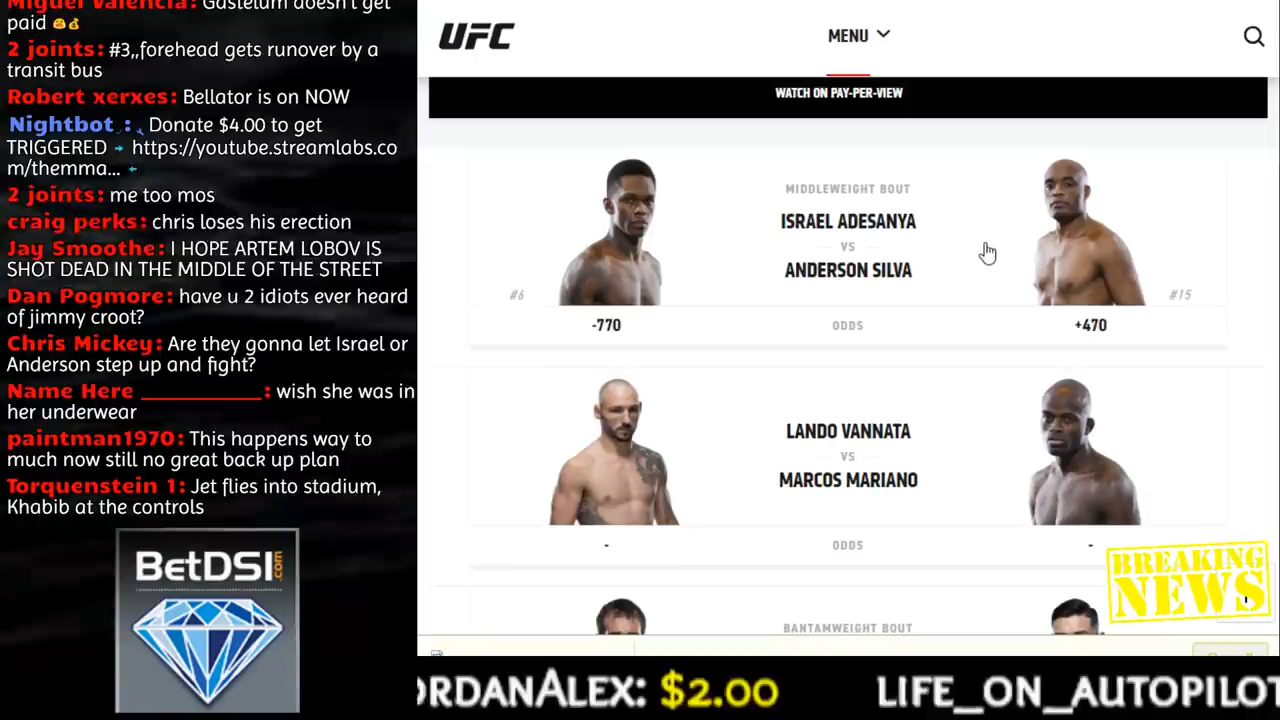 Miguel Valencia: Gastelum doesn't get
paid
2 joints: #3,,forehead gets runover by a
transit bus
Robert xerxes: Bellator is on NOW
Nightbot : Donate $4.00 to get
TRIGGERED https://youtube.streamlabs.co
m/themma...
2 joints: me too mos
craig perks: chris loses his erection
Jay Smoothe: I HOPE ARTEM LOBOV IS
SHOT DEAD IN THE MIDDLE OF THE STREET
Dan Pogmore: have u 2 idiots ever heard
of jimmy croot?
Chris Mickey: Are they gonna let Israel or
Anderson step up and fight?
Name Here __________: wish she was in
her underwear
paintman1970: This happens way to
much now still no great back up plan
Torquenstein 1: Jet flies into stadium,
Khabib at the controls
BetDSI.com
UFC
MENU
WATCH ON PAY-PER-VIEW
MIDDLEWEIGHT BOUT
ISRAEL ADESANYA
VS
ANDERSON SILVA
#6
#15
-770
ODDS
+470
LANDO VANNATA
VS
MARCOS MARIANO
-
ODDS
-
BREAKING
NEWS
BANTAMWEIGHT BOUT
ORDANALEX: $2.00 LIFE_ON_AUTOPILOT